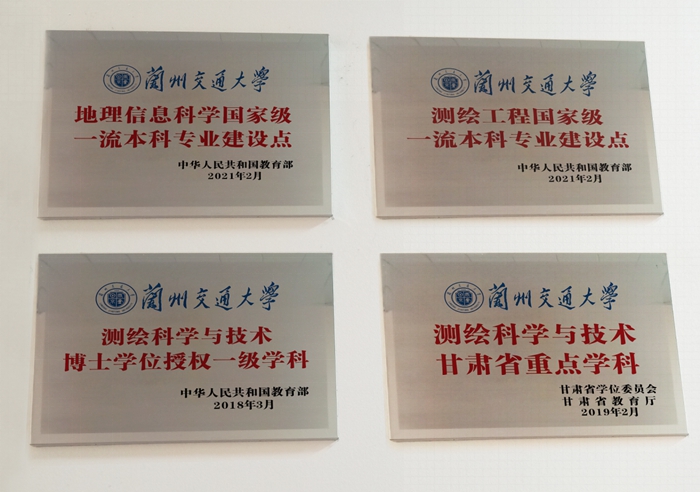 蘭州交通大学
地理信息科学国家级
一流本科专业建设点
中华人民共和国教育部
2021年2月
蘭州交通大学
测绘工程国家级
一流本科专业建设点
中华人民共和国教育部
2021年2月
蘭州交通大学
测绘科学与技术
博士学位授权一级学科
中华人民共和国教育部
2018年3月
蘭州交通大学
测绘科学与技术
甘肃省重点学科
甘肃省学位委员会
甘肃省教育厅
2019年2月